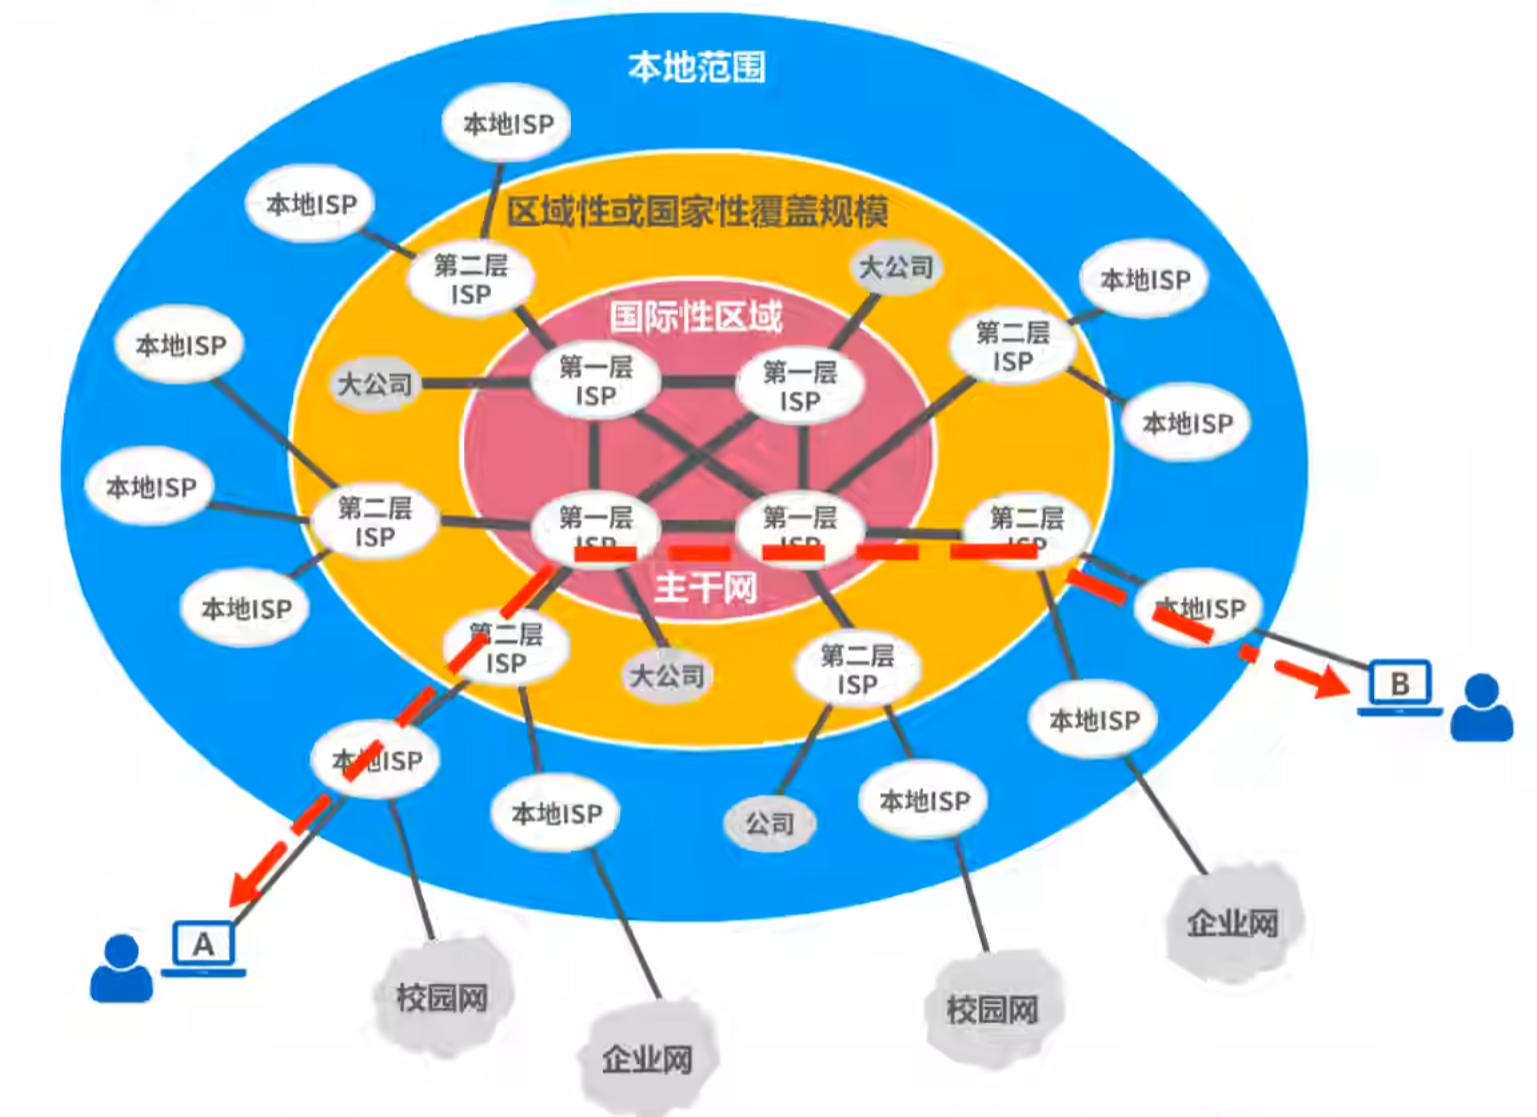 本地范围
本地ISP
本地ISP
区域性或国家性覆盖规模
第二层
ISP
大公司
本地ISP
国际性区域
第二层
ISP
本地ISP
第一层
ISP
第一层
ISP
大公司
本地ISP
本地ISP
第二层
ISP
第一层
ISP
第一层
ISP
第二层
ISP
主干网
本地ISP
本地ISP
第二层
ISP
大公司
第二层
ISP
B
本地ISP
本地ISP
本地ISP
公司
本地ISP
A
企业网
校园网
校园网
企业网